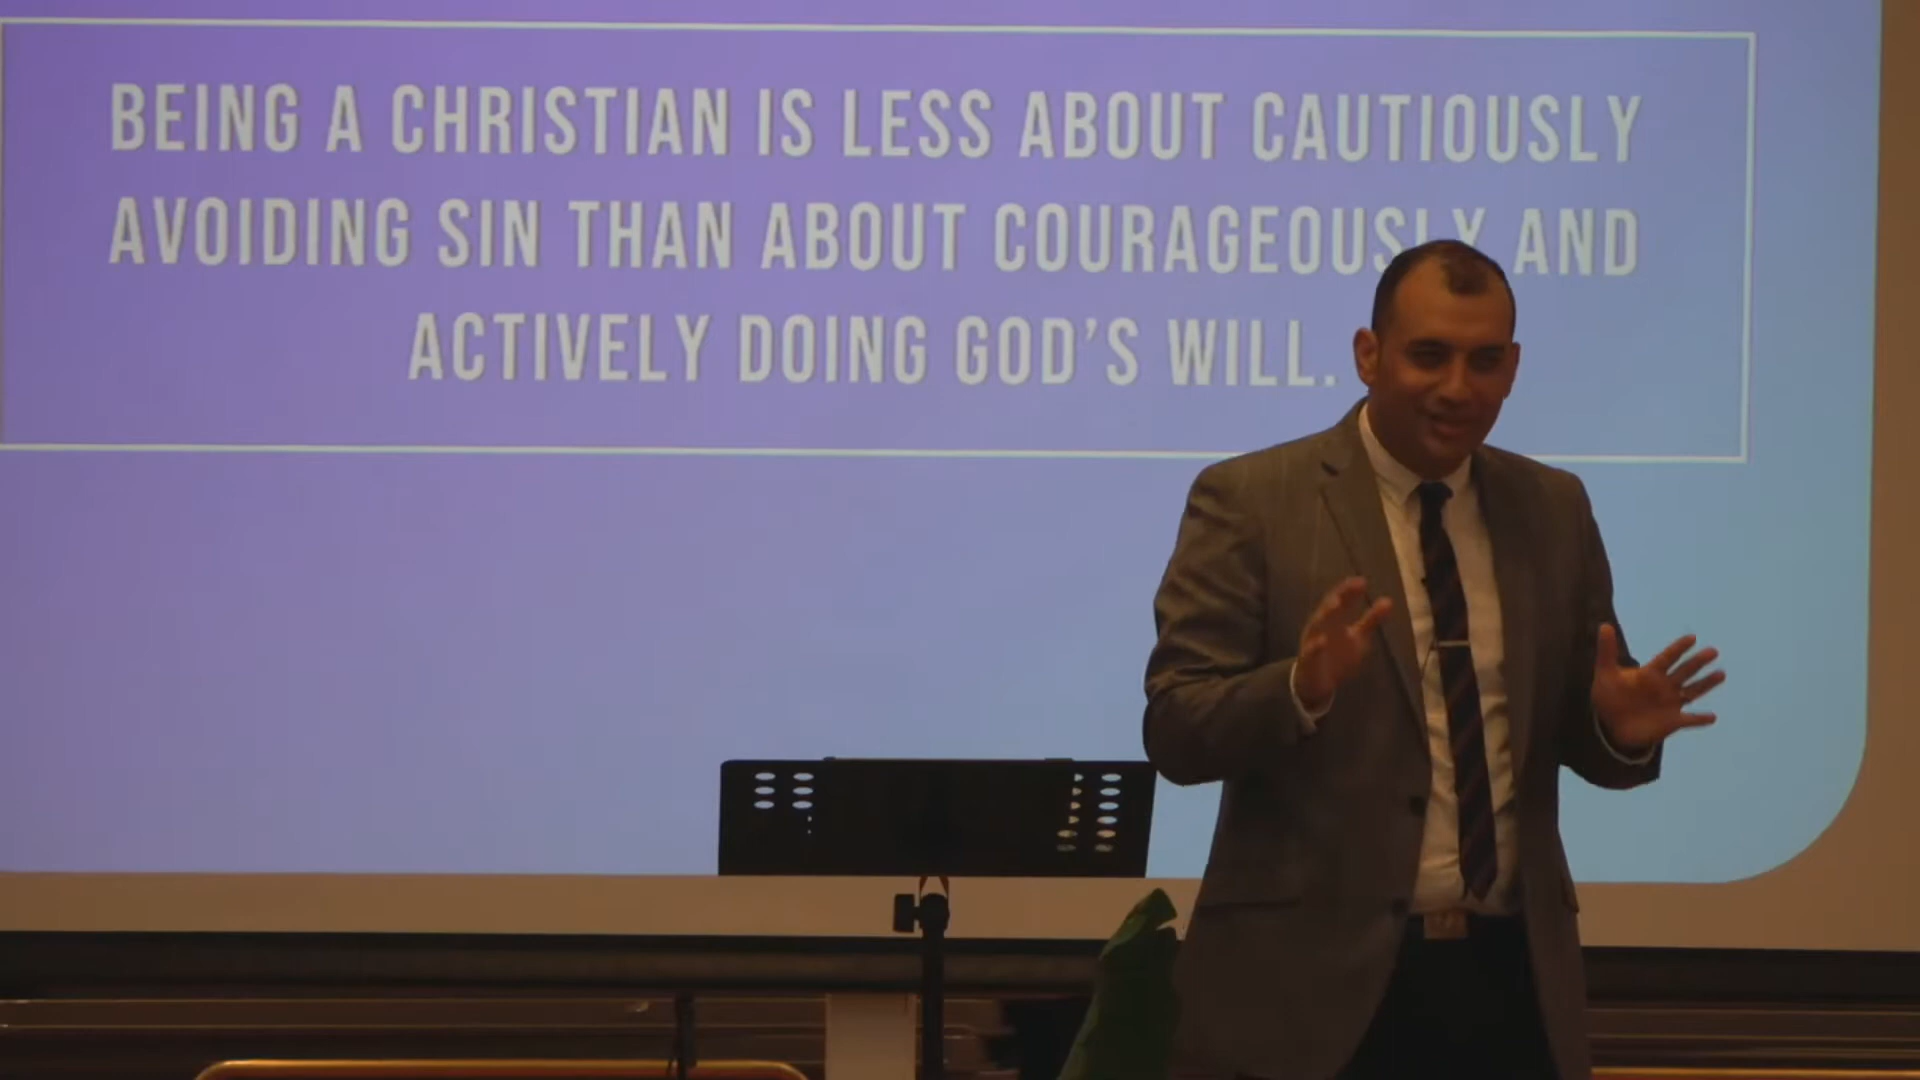 BEING A CHRISTIAN IS LESS ABOUT CAUTIOUSLY
AVOIDING SIN THAN ABOUT COURAGEOUSLY AND
ACTIVELY DOING GOD'S WILL.